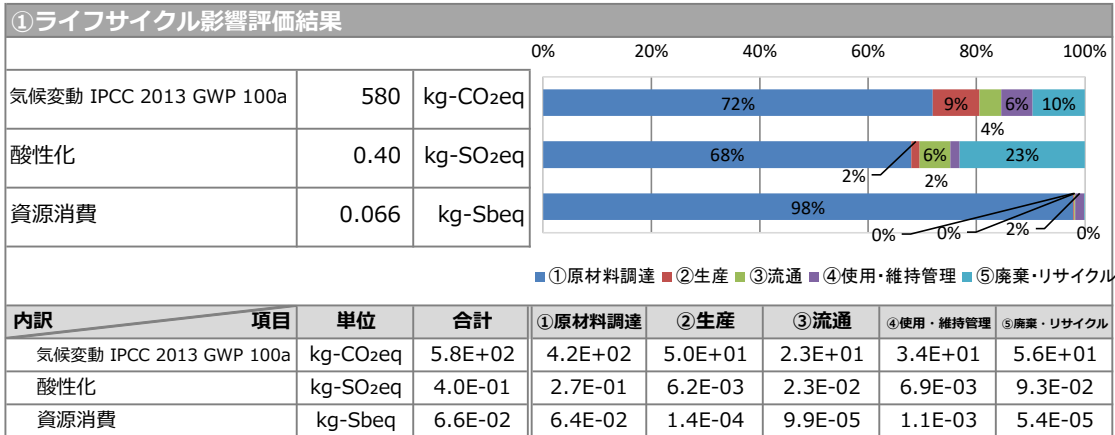 ①ライフサイクル影響評価結果
0% 20% 40% 60% 80% 100%
気候変動 IPCC 2013 GWP 100a 580 kg-CO₂eq 72% 9% 4% 6% 10%
酸性化 0.40 kg-SO₂eq 68% 2% 6% 2% 23%
資源消費 0.066 kg-Sbeq 98% 0% 0% 2% 0%
①原材料調達 ②生産 ③流通 ④使用・維持管理 ⑤廃棄・リサイクル
内訳 項目 単位 合計 ①原材料調達 ②生産 ③流通 ④使用・維持管理 ⑤廃棄・リサイクル
気候変動 IPCC 2013 GWP 100a kg-CO₂eq 5.8E+02 4.2E+02 5.0E+01 2.3E+01 3.4E+01 5.6E+01
酸性化 kg-SO₂eq 4.0E-01 2.7E-01 6.2E-03 2.3E-02 6.9E-03 9.3E-02
資源消費 kg-Sbeq 6.6E-02 6.4E-02 1.4E-04 9.9E-05 1.1E-03 5.4E-05